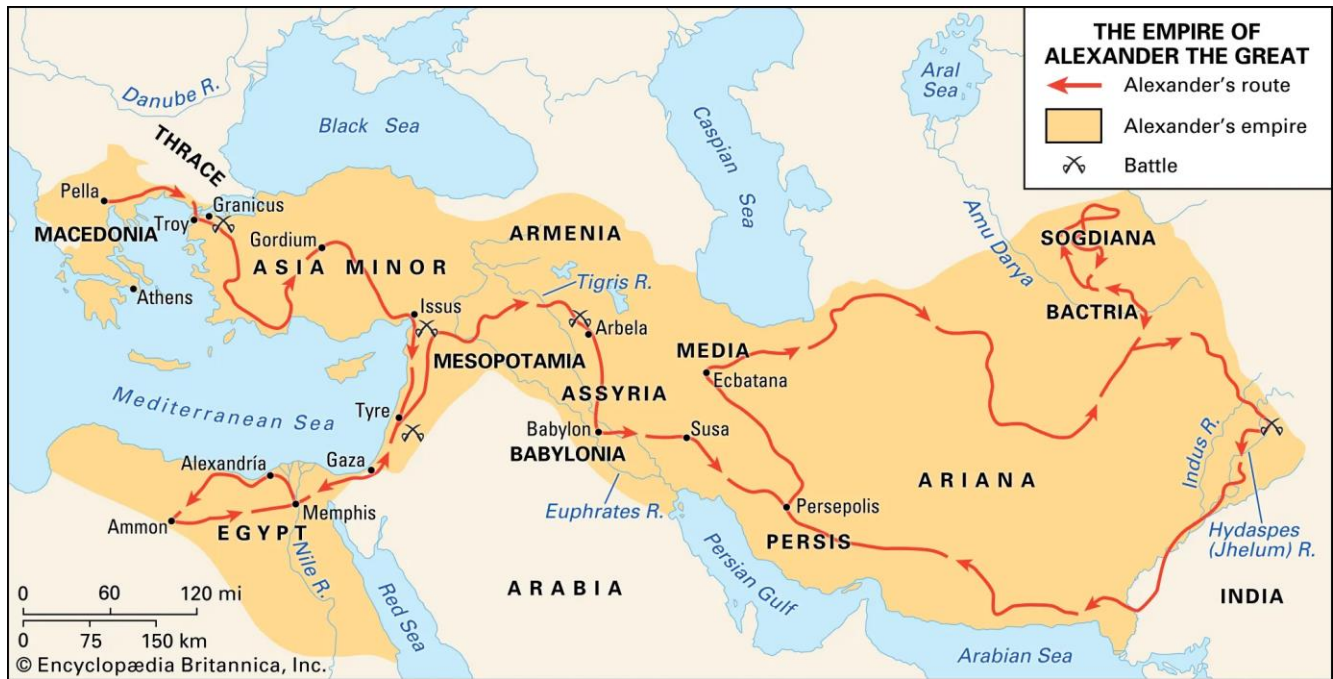 THE EMPIRE OF
ALEXANDER THE GREAT
Alexander's route
Alexander's empire
Battle
Danube R.
Black Sea
Caspian
Sea
Aral
Sea
Amu Darya
THRACE
Pella
Granicus
Troy
MACEDONIA
Gordium
ASIA MINOR
Athens
ARMENIA
Tigris R.
Issus
Arbela
MESOPOTAMIA
MEDIA
Ecbatana
ASSYRIA
SOGDIANA
BACTRIA
Mediterranean Sea
Tyre
Babylon
BABYLONIA
Susa
Gaza
Alexandría
Ammon
EGYPT
Memphis
Nile R.
Euphrates R.
Persepolis
PERSIS
ARIANA
Indus R.
Hydaspes
(Jhelum) R.
INDIA
ARABIA
Persian Gulf
Red Sea
Arabian Sea
0 60 120 mi
0 75 150 km
© Encyclopædia Britannica, Inc.